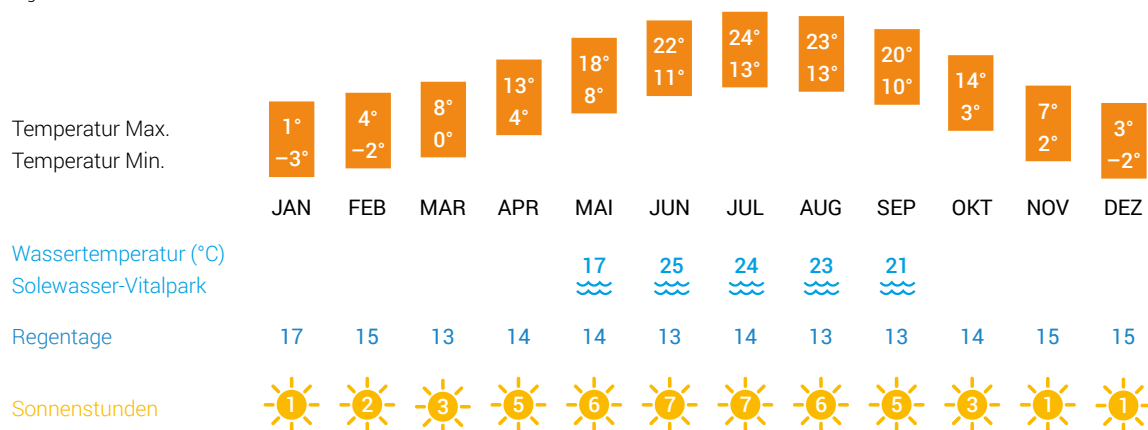 1° 4° 8° 13° 18° 22° 24° 23° 20° 14° 7° 3°
Temperatur Max.
–3° –2° 0° 4° 8° 11° 13° 13° 10° 3° 2° –2°
Temperatur Min.
JAN FEB MAR APR MAI JUN JUL AUG SEP OKT NOV DEZ
Wassertemperatur (°C)
Solewasser-Vitalpark
17 25 24 23 21
Regentage 17 15 13 14 14 13 14 13 13 14 15 15
Sonnenstunden 1 2 3 5 6 7 7 6 5 3 1 1